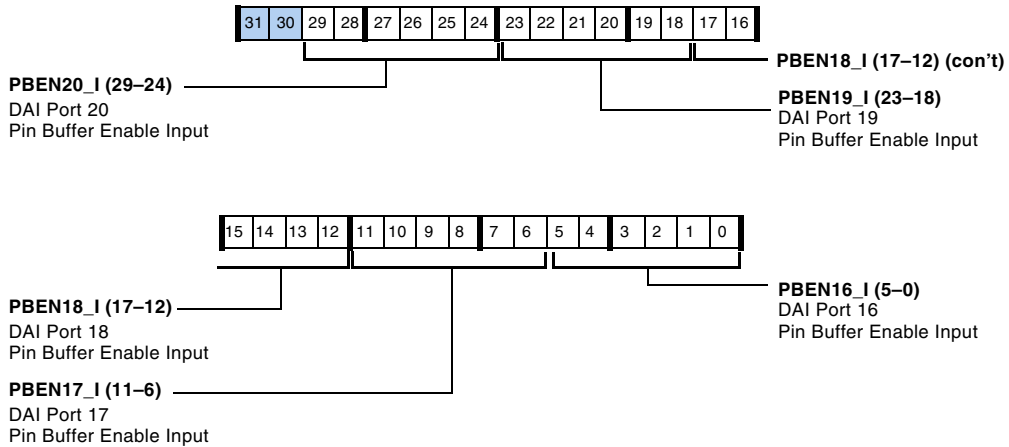 31 30 29 28 27 26 25 24 23 22 21 20 19 18 17 16
PBEN18_I (17–12) (con't)
PBEN20_I (29–24)
DAI Port 20
Pin Buffer Enable Input
PBEN19_I (23–18)
DAI Port 19
Pin Buffer Enable Input
15 14 13 12 11 10 9 8 7 6 5 4 3 2 1 0
PBEN18_I (17–12)
DAI Port 18
Pin Buffer Enable Input
PBEN16_I (5–0)
DAI Port 16
Pin Buffer Enable Input
PBEN17_I (11–6)
DAI Port 17
Pin Buffer Enable Input